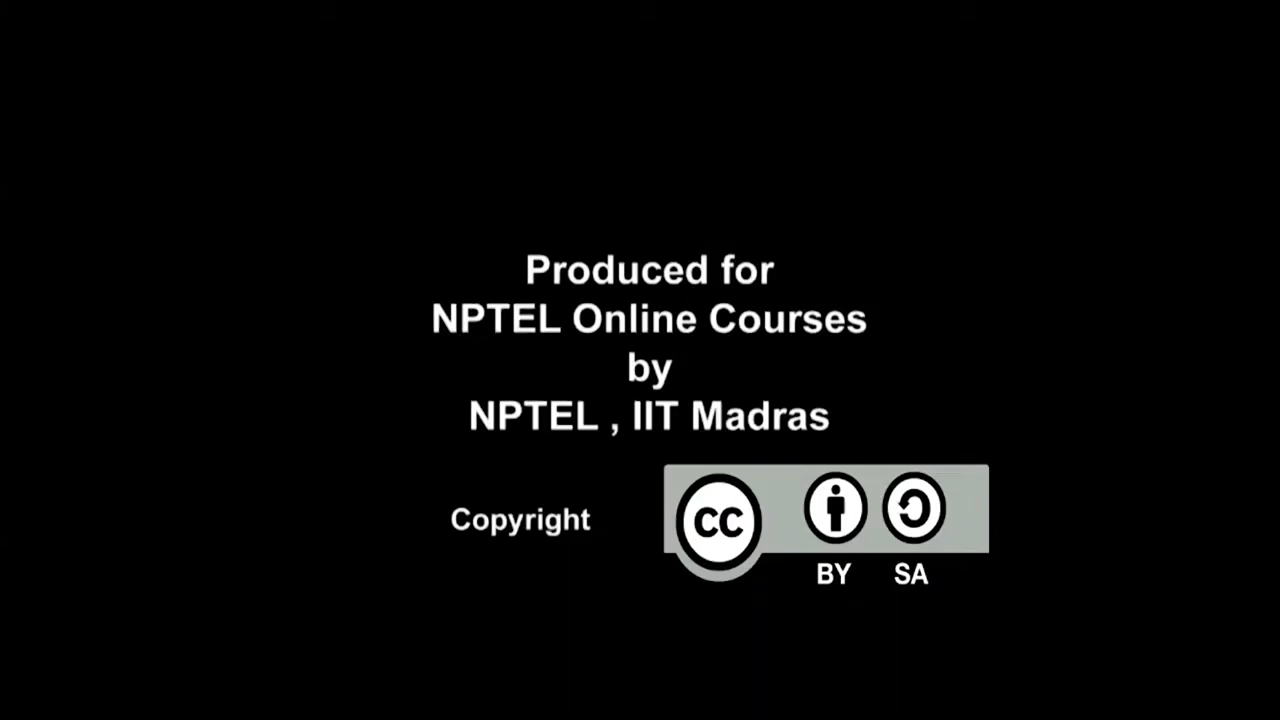 Produced for
NPTEL Online Courses
by
NPTEL , IIT Madras
Copyright
cc
BY SA